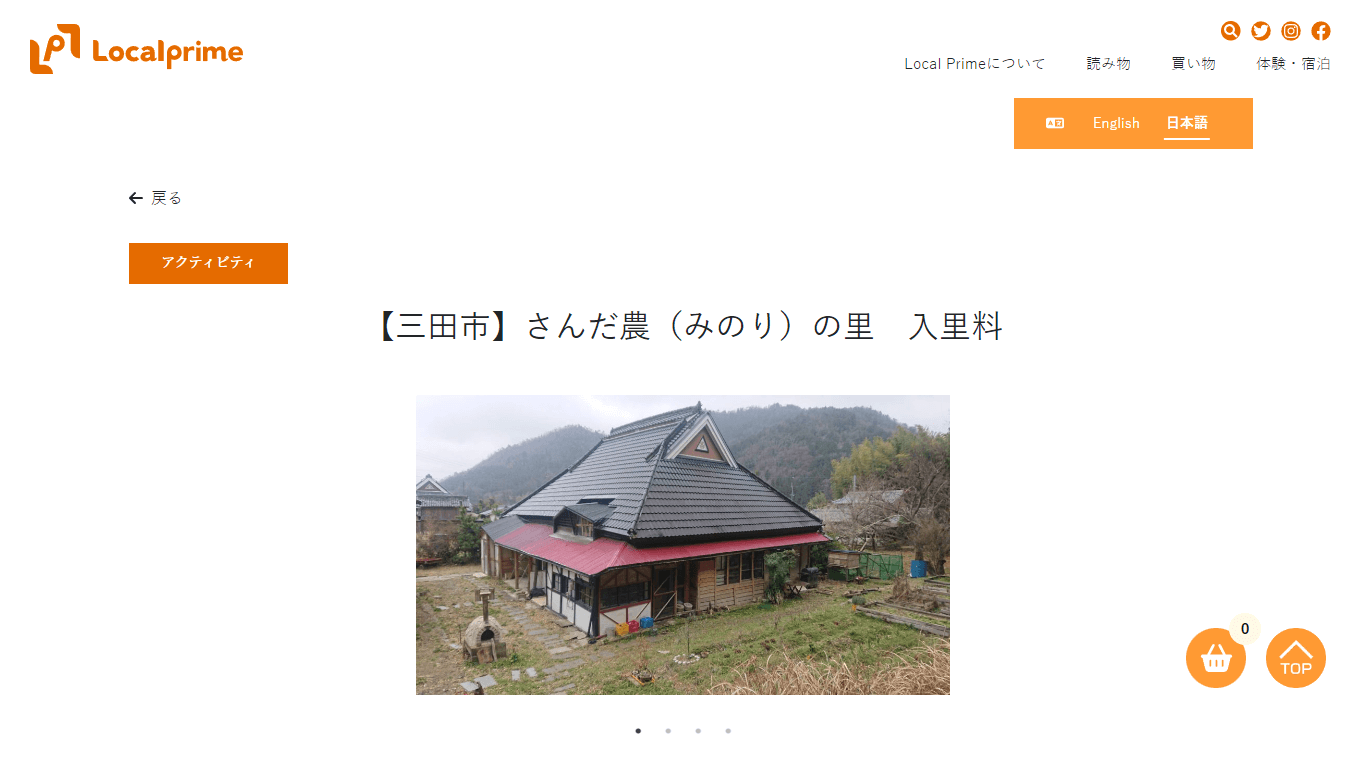 Localprime
Local Primeについて
読み物
買い物
体験・宿泊
English
日本語
戻る
アクティビティ
【三田市】さんだ農（みのり）の里　入里料
0
TOP